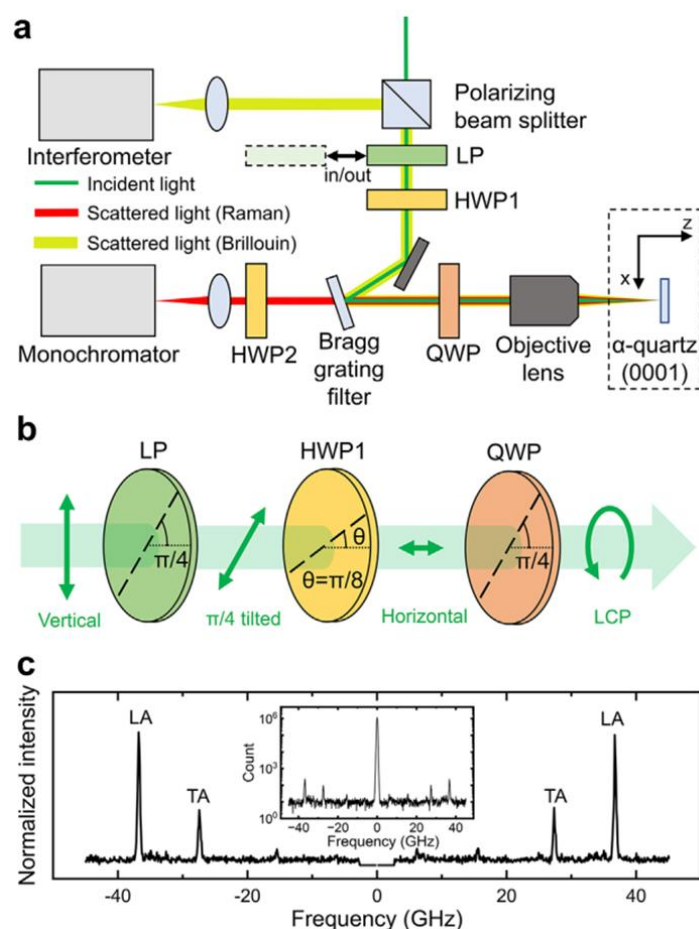 a
Polarizing
beam splitter
Interferometer
LP
in/out
Incident light
HWP1
Scattered light (Raman)
Scattered light (Brillouin)
z
x
Monochromator
HWP2
Bragg
grating
filter
QWP
Objective
lens
α-quartz
(0001)
b
LP
HWP1
QWP
π/4
θ
θ=π/8
π/4
Vertical
π/4 tilted
Horizontal
LCP
c
Normalized intensity
LA
TA
TA
LA
Count
10⁶
10³
10⁰
−40 −20 0 20 40
Frequency (GHz)
-40 -20 0 20 40
Frequency (GHz)